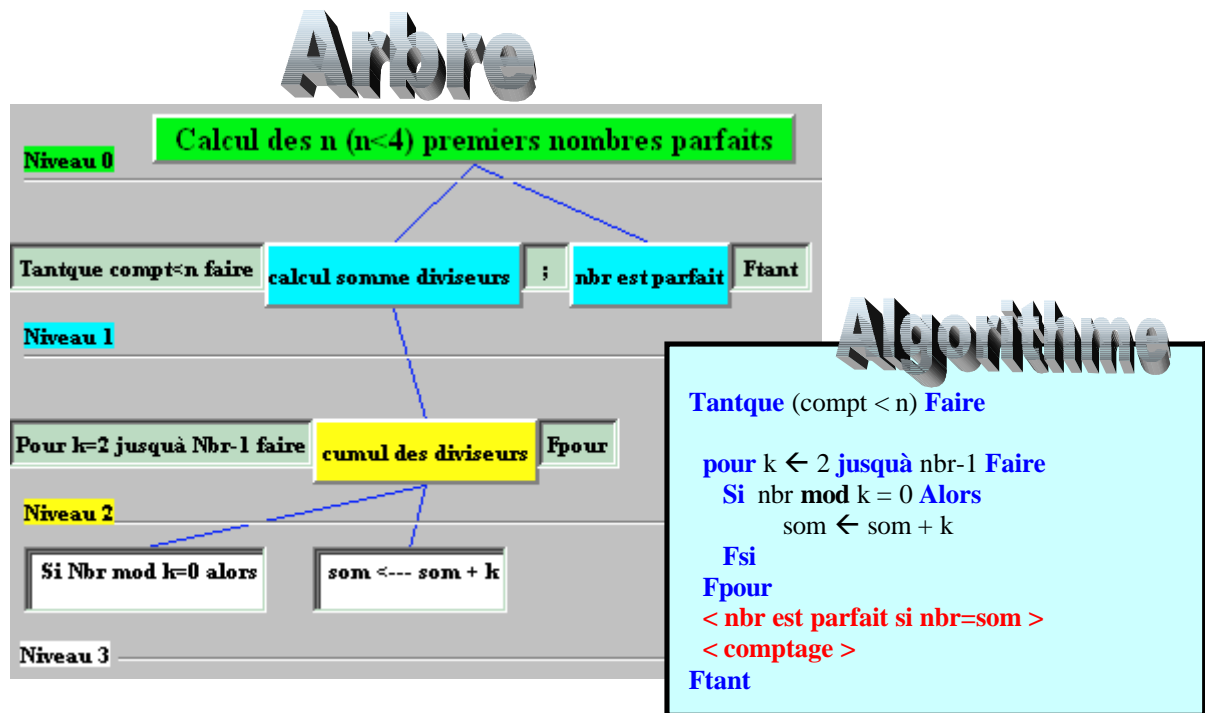 Arbre
Calcul des n (n<4) premiers nombres parfaits
Niveau 0
Tantque compt<n faire calcul somme diviseurs ; nbr est parfait Ftant
Niveau 1
Pour k=2 jusquà Nbr-1 faire cumul des diviseurs Fpour
Niveau 2
Si Nbr mod k=0 alors som <--- som + k
Niveau 3
Algorithme
Tantque (compt < n) Faire
pour k ← 2 jusquà nbr-1 Faire
Si nbr mod k = 0 Alors
som ← som + k
Fsi
Fpour
< nbr est parfait si nbr=som >
< comptage >
Ftant